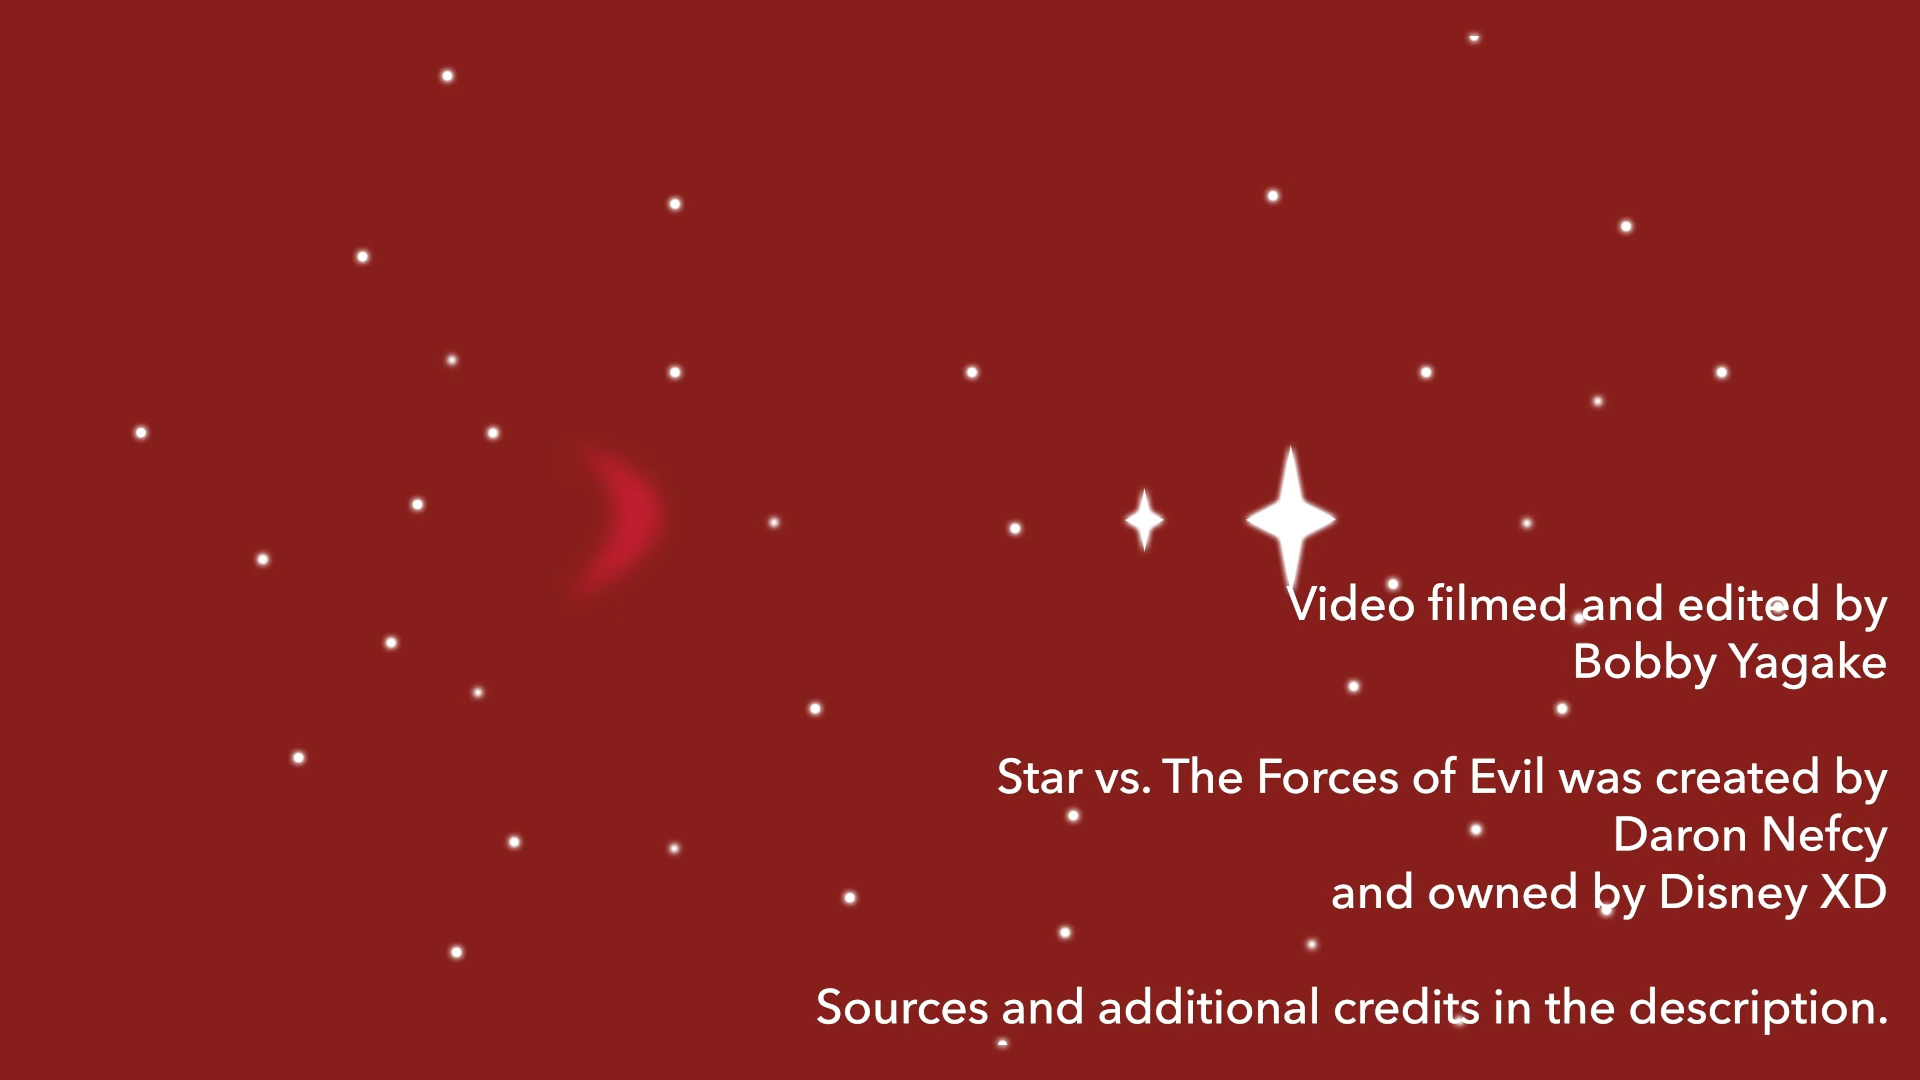 Video filmed and edited by
Bobby Yagake
Star vs. The Forces of Evil was created by
Daron Nefcy
and owned by Disney XD
Sources and additional credits in the description.